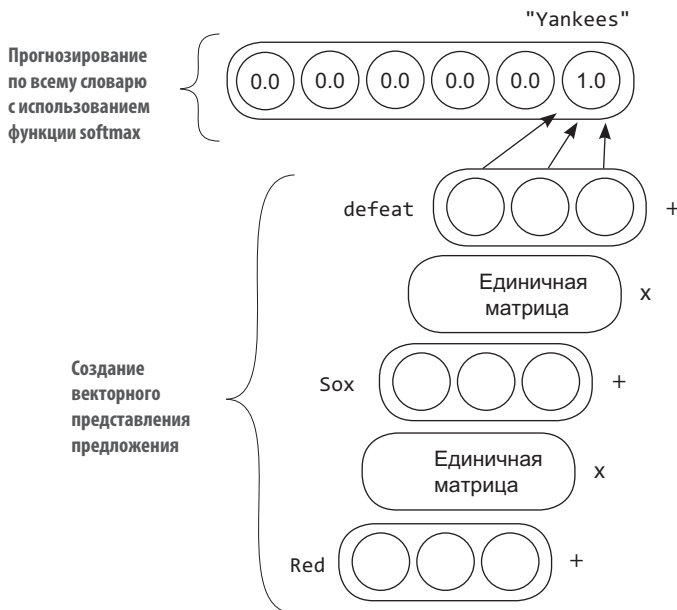 "Yankees"
Прогнозирование
по всему словарю
с использованием
функции softmax
0.0 0.0 0.0 0.0 0.0 1.0
defeat +
Единичная
матрица x
Создание
векторного
представления
предложения
Sox +
Единичная
матрица x
Red +